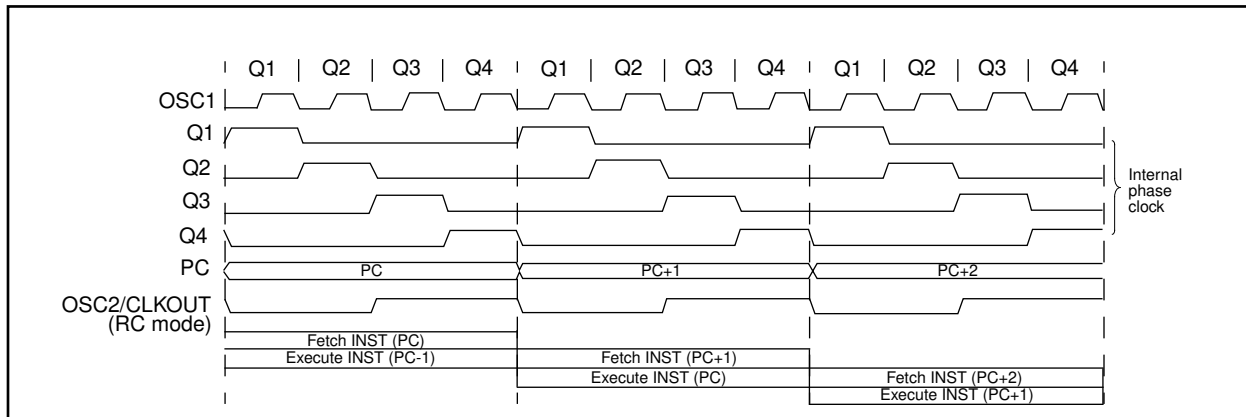 Q1 | Q2 | Q3 | Q4 | Q1 | Q2 | Q3 | Q4 | Q1 | Q2 | Q3 | Q4
OSC1
Q1
Q2
Q3
Q4
Internal
phase
clock
PC PC PC+1 PC+2
OSC2/CLKOUT
(RC mode)
Fetch INST (PC)
Execute INST (PC-1) Fetch INST (PC+1)
Execute INST (PC) Fetch INST (PC+2)
Execute INST (PC+1)